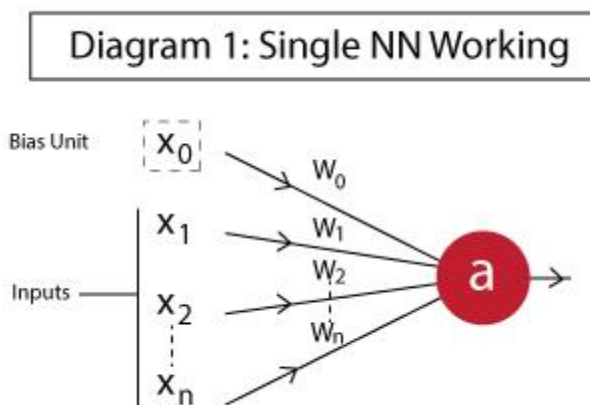 Diagram 1: Single NN Working
Bias Unit
x0
W0
x1
W1
Inputs
W2
a
x2
Wn
xn